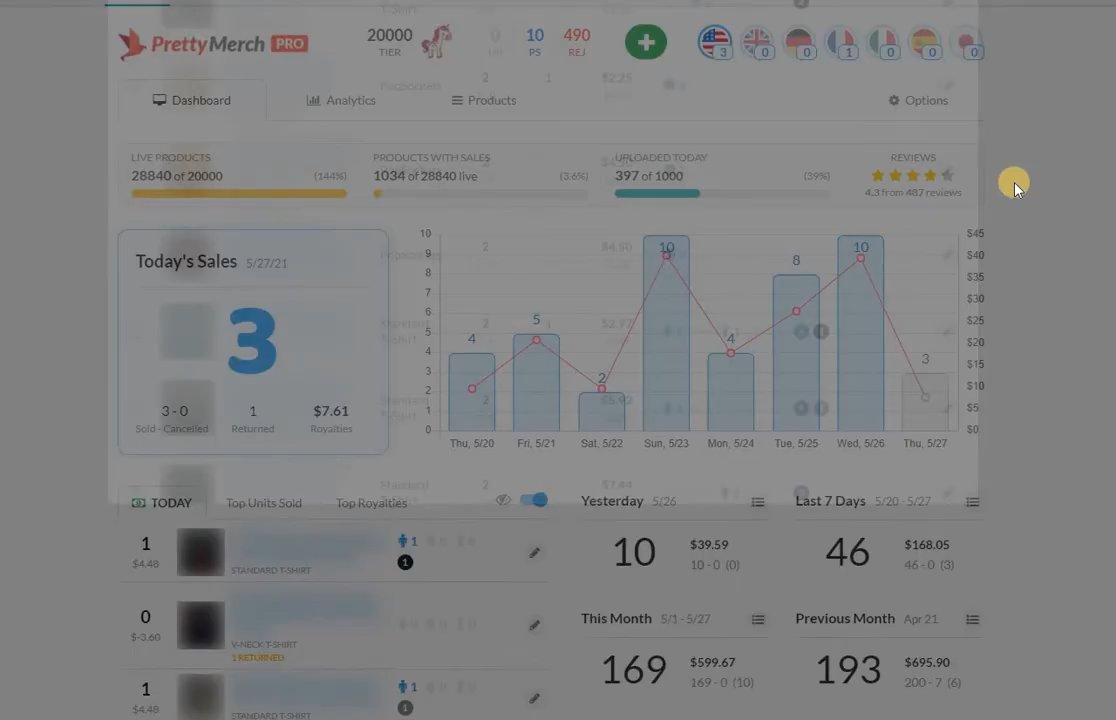 PrettyMerch PRO
20000
TIER
10
PS
490
REJ
3
0
0
1
0
0
0
Dashboard
Analytics
Products
Options
LIVE PRODUCTS
28840 of 20000
(144%)
PRODUCTS WITH SALES
1034 of 28840 live
(3.6%)
UPLOADED TODAY
397 of 1000
(39%)
REVIEWS
4.3 from 487 reviews
Today's Sales 5/27/21
3
3 - 0
Sold - Cancelled
1
Returned
$7.61
Royalties
10
9
8
7
6
5
4
3
2
1
0
4
5
2
10
4
8
10
3
$45
$40
$35
$30
$25
$20
$15
$10
$5
$0
Thu, 5/20
Fri, 5/21
Sat, 5/22
Sun, 5/23
Mon, 5/24
Tue, 5/25
Wed, 5/26
Thu, 5/27
TODAY
Top Units Sold
Top Royalties
1
$4.48
STANDARD T-SHIRT
1
1
0
$-3.60
V-NECK T-SHIRT
1 RETURNED
1
$4.48
STANDARD T-SHIRT
1
1
Yesterday 5/26
10
$39.59
10 - 0 (0)
Last 7 Days 5/20 - 5/27
46
$168.05
46 - 0 (3)
This Month 5/1 - 5/27
169
$599.67
169 - 0 (10)
Previous Month Apr 21
193
$695.90
200 - 7 (6)